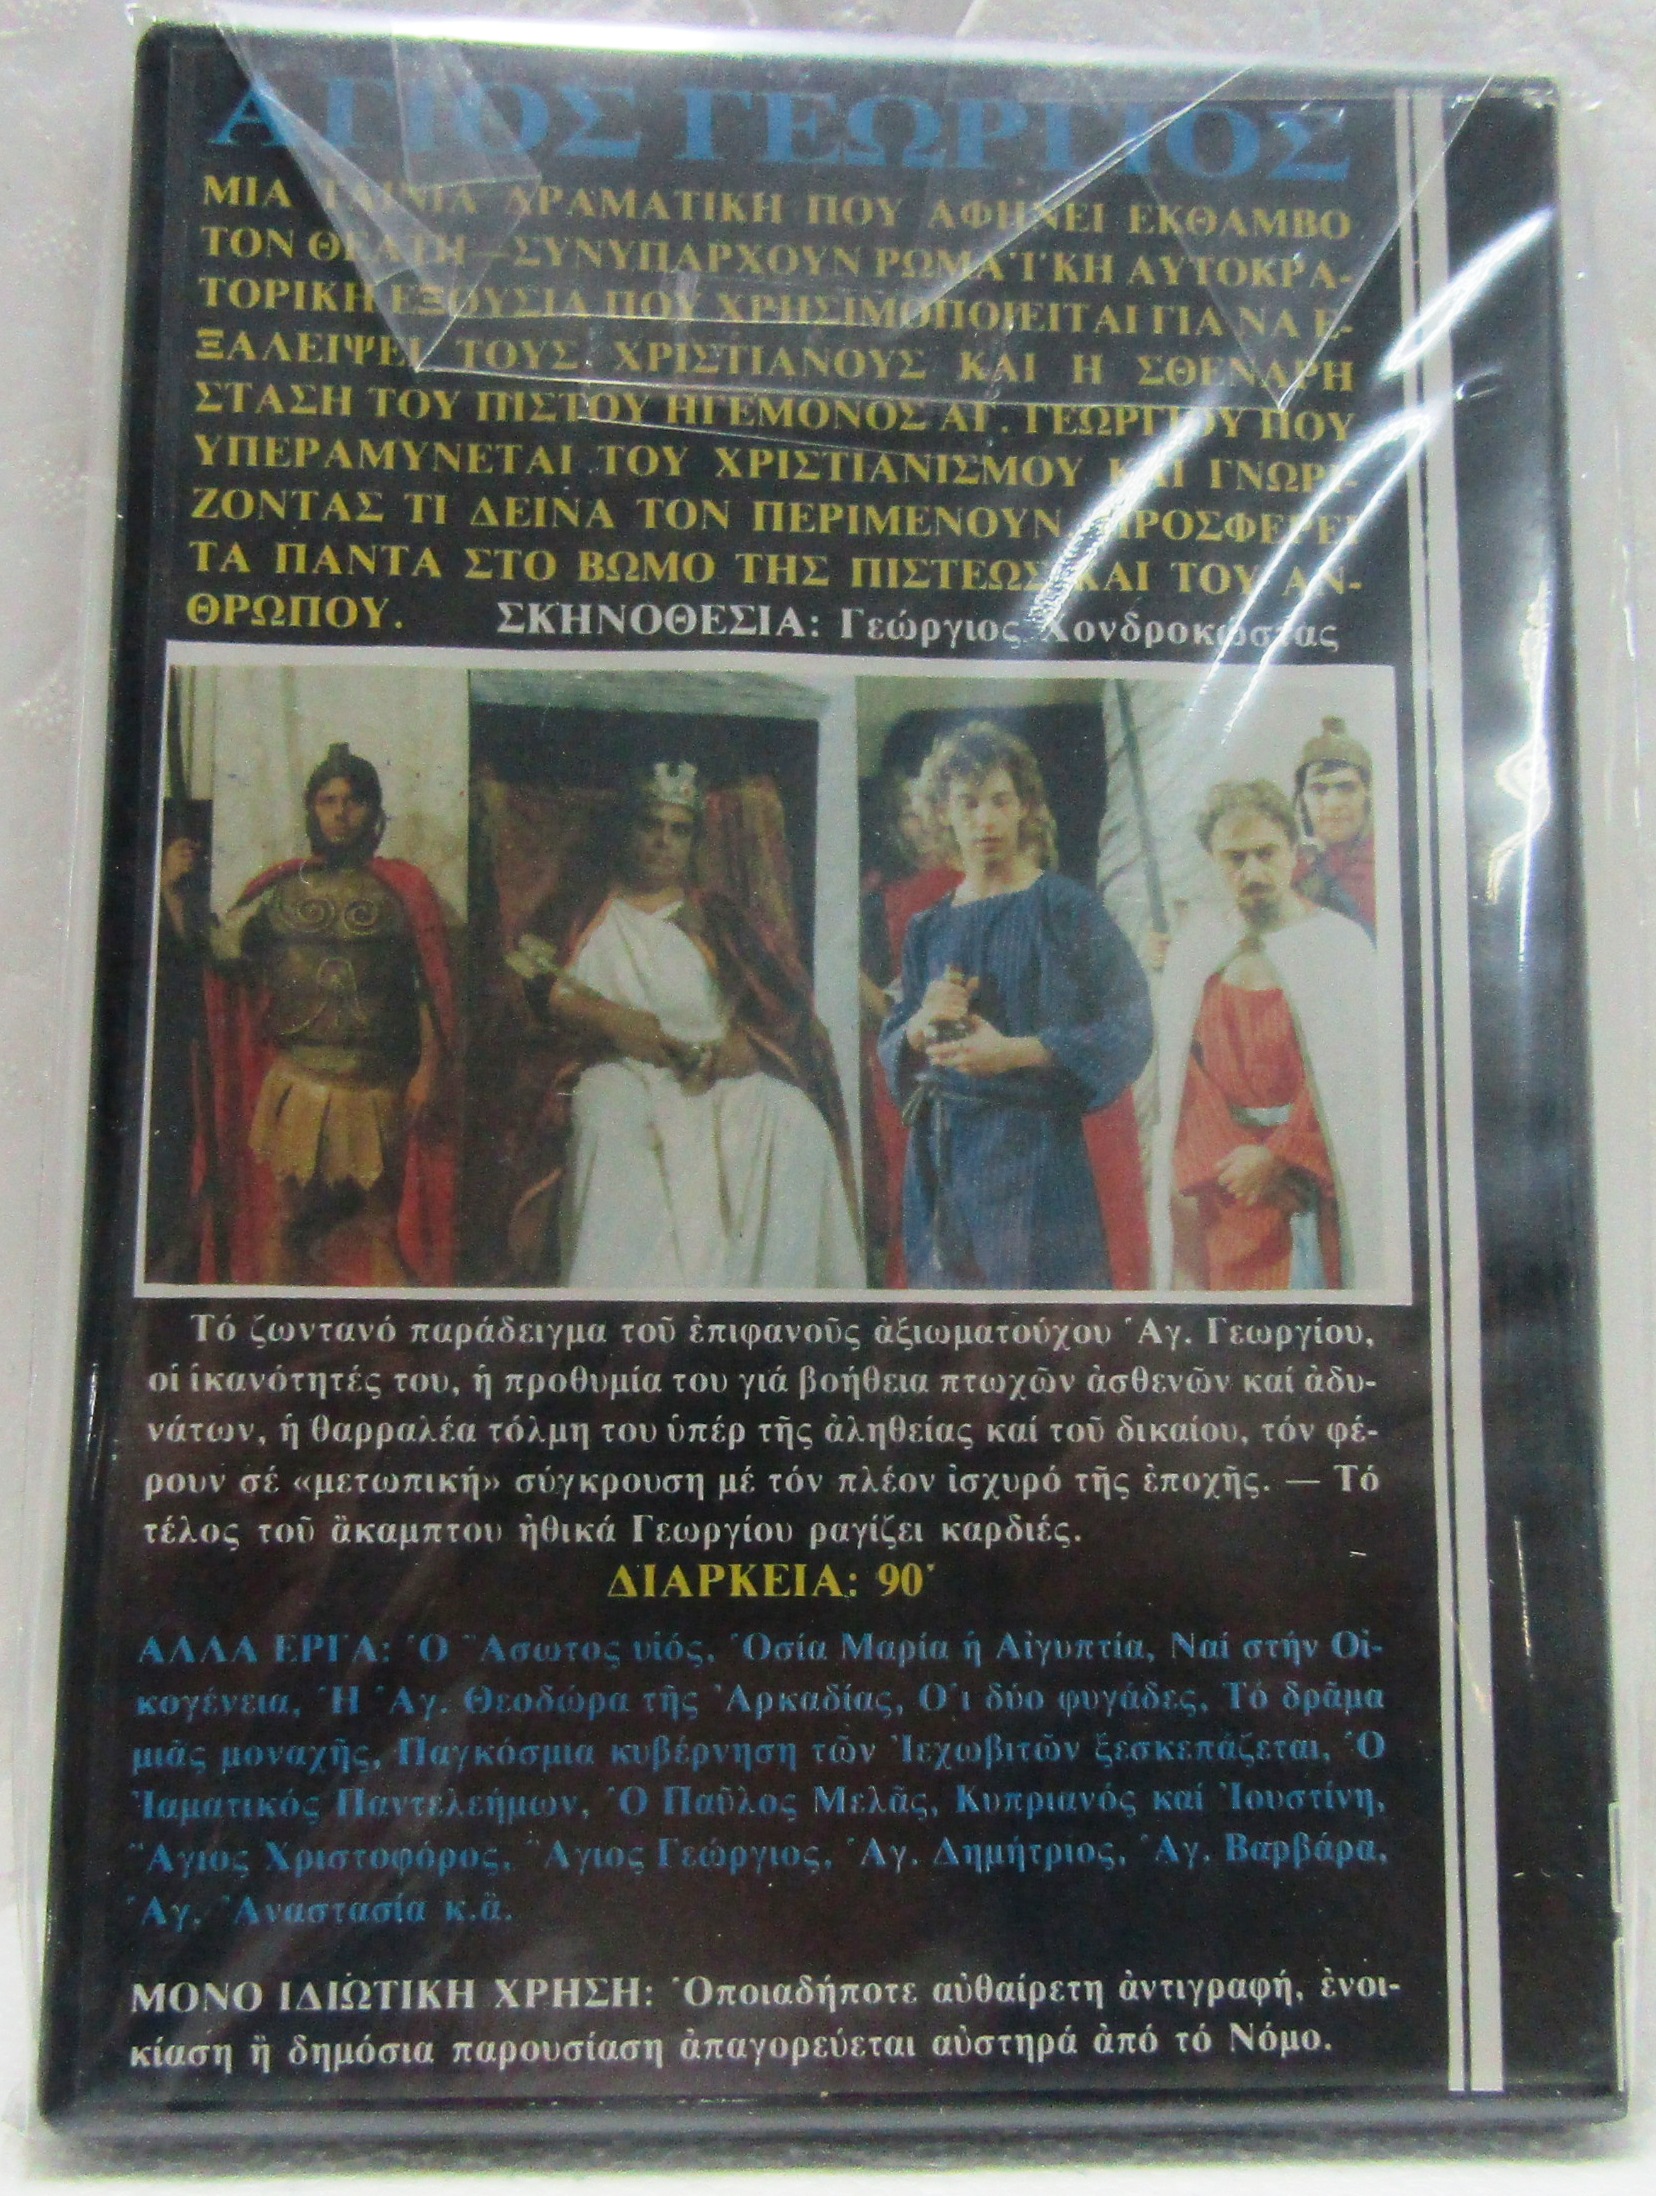 ΑΓΙΟΣ ΓΕΩΡΓΙΟΣ
ΜΙΑ ΤΑΙΝΙΑ ΔΡΑΜΑΤΙΚΗ ΠΟΥ ΑΦΗΝΕΙ ΕΚΘΑΜΒΟ
ΤΟΝ ΘΕΑΤΗ—ΣΥΝΥΠΑΡΧΟΥΝ ΡΩΜΑ·Ι·ΚΗ ΑΥΤΟΚΡΑ-
ΤΟΡΙΚΗ ΕΞΟΥΣΙΑ ΠΟΥ ΧΡΗΣΙΜΟΠΟΙΕΙΤΑΙ ΓΙΑ ΝΑ Ε-
ΞΑΛΕΙΨΕΙ ΤΟΥΣ ΧΡΙΣΤΙΑΝΟΥΣ ΚΑΙ Η ΣΘΕΝΑΡΗ
ΣΤΑΣΗ ΤΟΥ ΠΙΣΤΟΥ ΗΓΕΜΟΝΟΣ ΑΓ. ΓΕΩΡΓΙΟΥ ΠΟΥ
ΥΠΕΡΑΜΥΝΕΤΑΙ ΤΟΥ ΧΡΙΣΤΙΑΝΙΣΜΟΥ ΚΑΙ ΓΝΩΡΙ-
ΖΟΝΤΑΣ ΤΙ ΔΕΙΝΑ ΤΟΝ ΠΕΡΙΜΕΝΟΥΝ, ΠΡΟΣΦΕΡΕΙ
ΤΑ ΠΑΝΤΑ ΣΤΟ ΒΩΜΟ ΤΗΣ ΠΙΣΤΕΩΣ ΚΑΙ ΤΟΥ ΑΝ-
ΘΡΩΠΟΥ. ΣΚΗΝΟΘΕΣΙΑ: Γεώργιος Χονδροκώστας
Τό ζωντανό παράδειγμα τοῦ ἐπιφανοῦς ἀξιωματούχου Ἁγ. Γεωργίου,
οἱ ἱκανότητές του, ἡ προθυμία του γιά βοήθεια πτωχῶν ἀσθενῶν καί ἀδυ-
νάτων, ἡ θαρραλέα τόλμη του ὑπέρ τῆς ἀληθείας καί τοῦ δικαίου, τόν φέ-
ρουν σέ «μετωπική» σύγκρουση μέ τόν πλέον ἰσχυρό τῆς ἐποχῆς. — Τό
τέλος τοῦ ἄκαμπτου ἠθικά Γεωργίου ραγίζει καρδιές.
ΔΙΑΡΚΕΙΑ: 90'
ΑΛΛΑ ΕΡΓΑ: Ὁ Ἄσωτος υἱός, Ὁσία Μαρία ἡ Αἰγυπτία, Ναί στήν Οἰ-
κογένεια, Ἡ Ἁγ. Θεοδώρα τῆς Ἀρκαδίας, Οἱ δύο φυγάδες, Τό δρᾶμα
μιᾶς μοναχῆς, Παγκόσμια κυβέρνηση τῶν Ἰεχωβιτῶν ξεσκεπάζεται, Ὁ
Ἰαματικός Παντελεήμων, Ὁ Παῦλος Μελᾶς, Κυπριανός καί Ἰουστίνη,
Ἅγιος Χριστοφόρος, Ἅγιος Γεώργιος, Ἁγ. Δημήτριος, Ἁγ. Βαρβάρα,
Ἁγ. Ἀναστασία κ.ἄ.
ΜΟΝΟ ΙΔΙΩΤΙΚΗ ΧΡΗΣΗ: Ὁποιαδήποτε αὐθαίρετη ἀντιγραφή, ἐνοι-
κίαση ἤ δημόσια παρουσίαση ἀπαγορεύεται αὐστηρά ἀπό τό Νόμο.